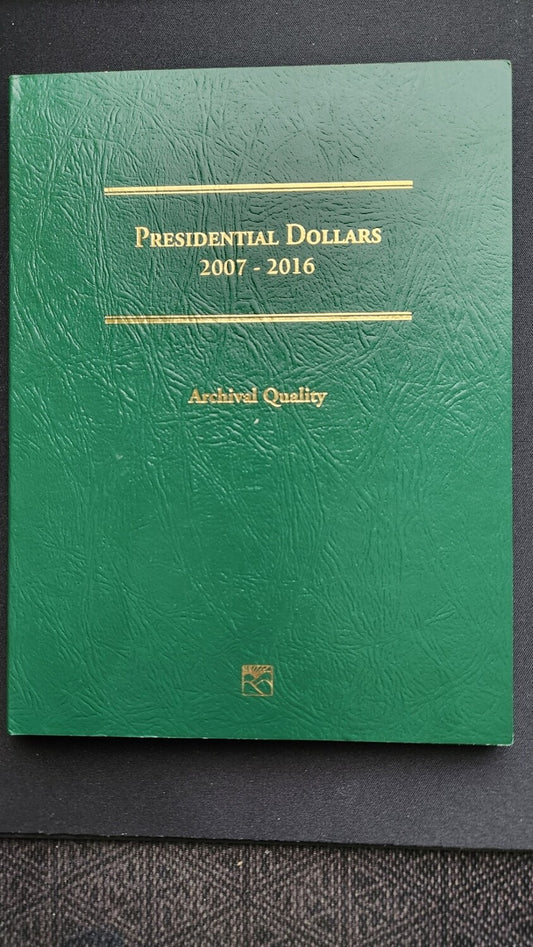 PRESIDENTIAL DOLLARS
2007 - 2016
Archival Quality